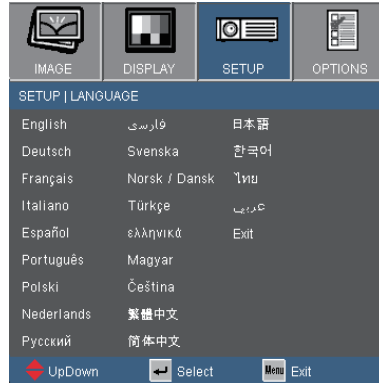 IMAGE DISPLAY SETUP OPTIONS
SETUP | LANGUAGE
English فارسی 日本語
Deutsch Svenska 한국어
Français Norsk / Dansk ไทย
Italiano Türkçe عربي
Español ελληνικά Exit
Português Magyar
Polski Čeština
Nederlands 繁體中文
Русский 简体中文
UpDown Select Menu Exit